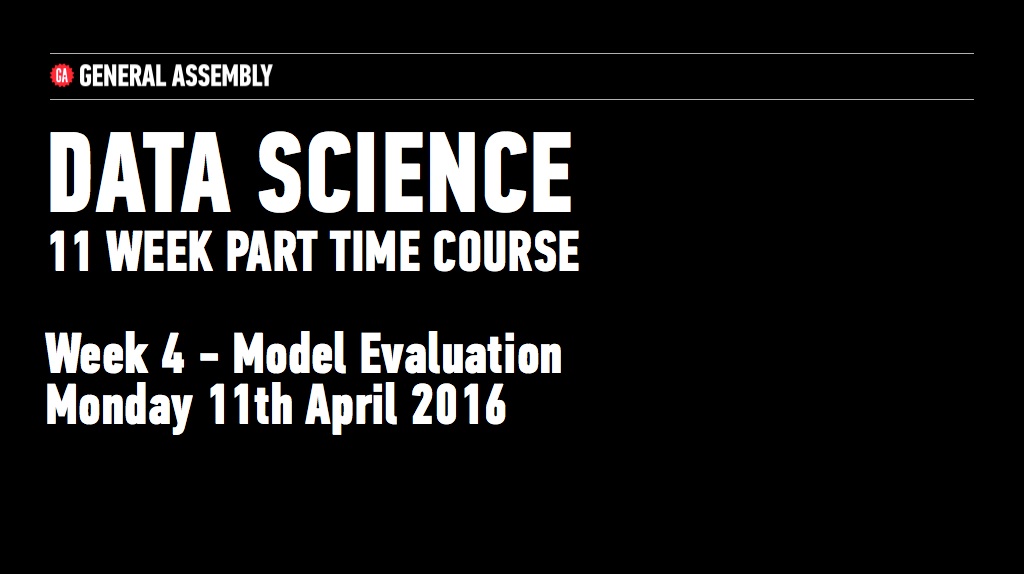 GA GENERAL ASSEMBLY
DATA SCIENCE
11 WEEK PART TIME COURSE
Week 4 – Model Evaluation
Monday 11th April 2016